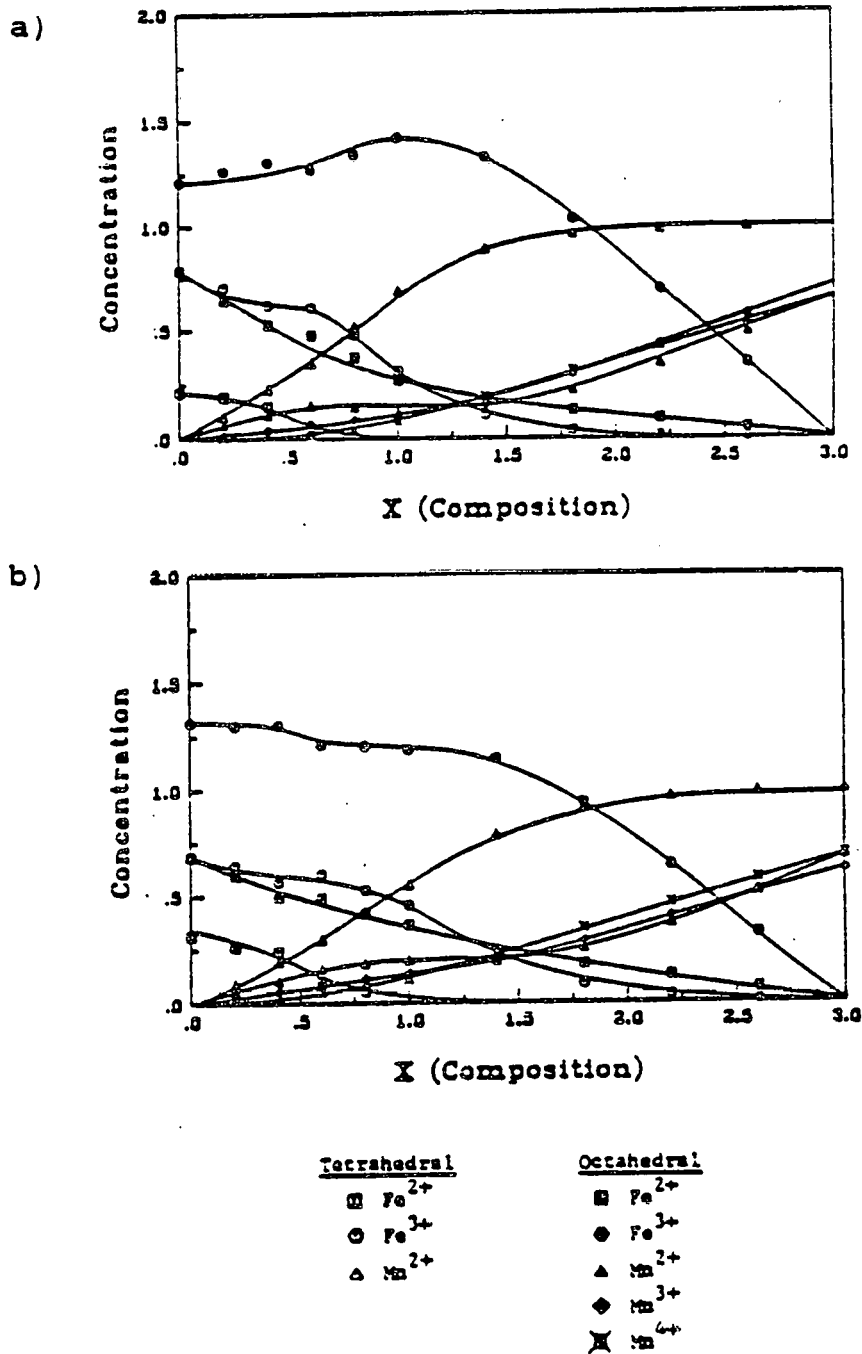 a)
2.0
1.5
1.0
.5
.0
Concentration
.0 .5 1.0 1.5 2.0 2.5 3.0
X (Composition)
b)
2.0
1.5
1.0
.5
.0
Concentration
.0 .5 1.0 1.5 2.0 2.5 3.0
X (Composition)
Tetrahedral
Fe2+
Fe3+
Mn2+
Octahedral
Fe2+
Fe3+
Mn2+
Mn3+
Mn4+